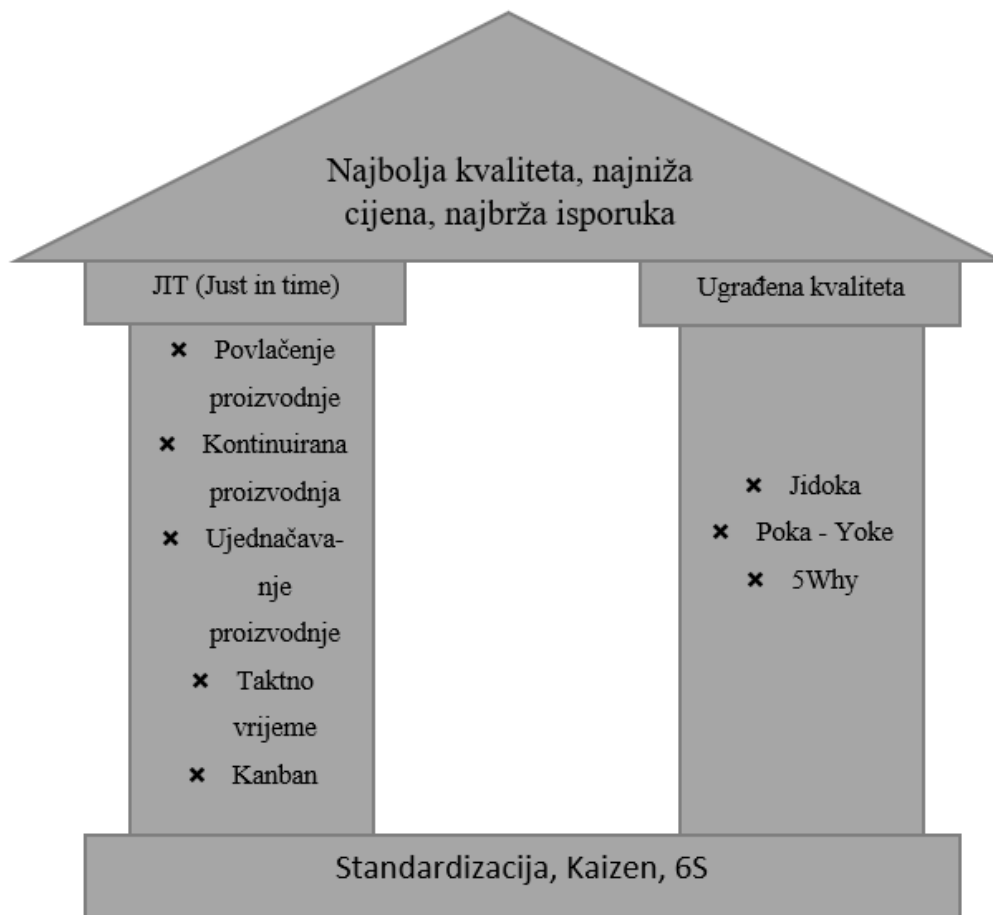 Najbolja kvaliteta, najniža
cijena, najbrža isporuka
JIT (Just in time)
× Povlačenje
proizvodnje
× Kontinuirana
proizvodnja
× Ujednačava-
nje
proizvodnje
× Taktno
vrijeme
× Kanban
Ugrađena kvaliteta
× Jidoka
× Poka - Yoke
× 5Why
Standardizacija, Kaizen, 6S